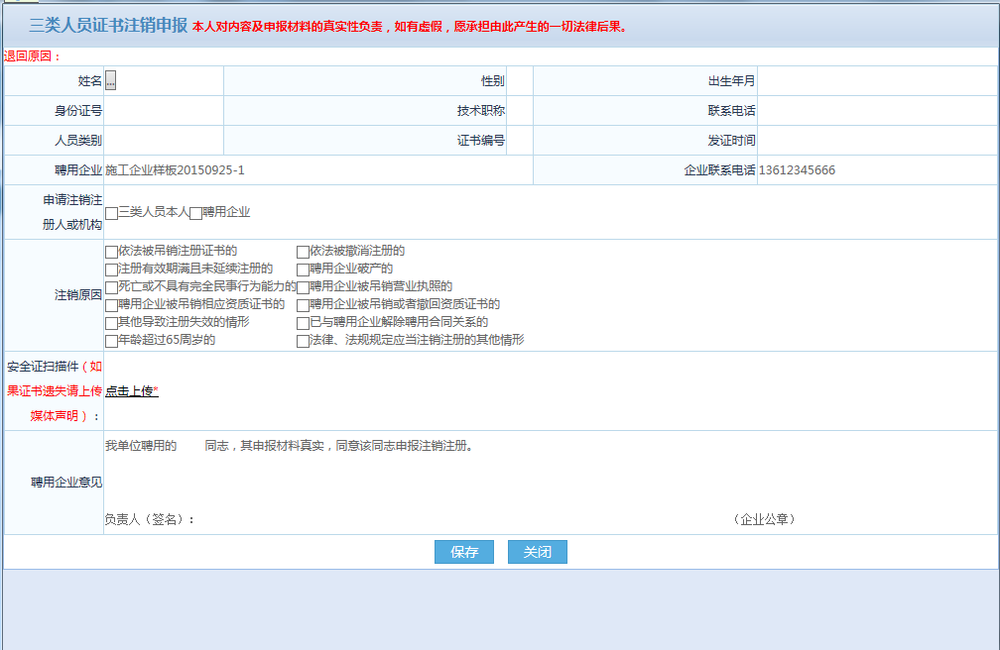 三类人员证书注销申报 本人对内容及申报材料的真实性负责，如有虚假，愿承担由此产生的一切法律后果。
退回原因：
姓名 ... 性别 出生年月
身份证号 技术职称 联系电话
人员类别 证书编号 发证时间
聘用企业 施工企业样板20150925-1 企业联系电话 13612345666
申请注销注
册人或机构
三类人员本人 聘用企业
注销原因
依法被吊销注册证书的 依法被撤消注册的
注册有效期满且未延续注册的 聘用企业破产的
死亡或不具有完全民事行为能力的 聘用企业被吊销营业执照的
聘用企业被吊销相应资质证书的 聘用企业被吊销或者撤回资质证书的
其他导致注册失效的情形 已与聘用企业解除聘用合同关系的
年龄超过65周岁的 法律、法规规定应当注销注册的其他情形
安全证扫描件（如
果证书遗失请上传
媒体声明）：
点击上传*
聘用企业意见
我单位聘用的 同志，其申报材料真实，同意该同志申报注销注册。
负责人（签名）： （企业公章）
保存 关闭